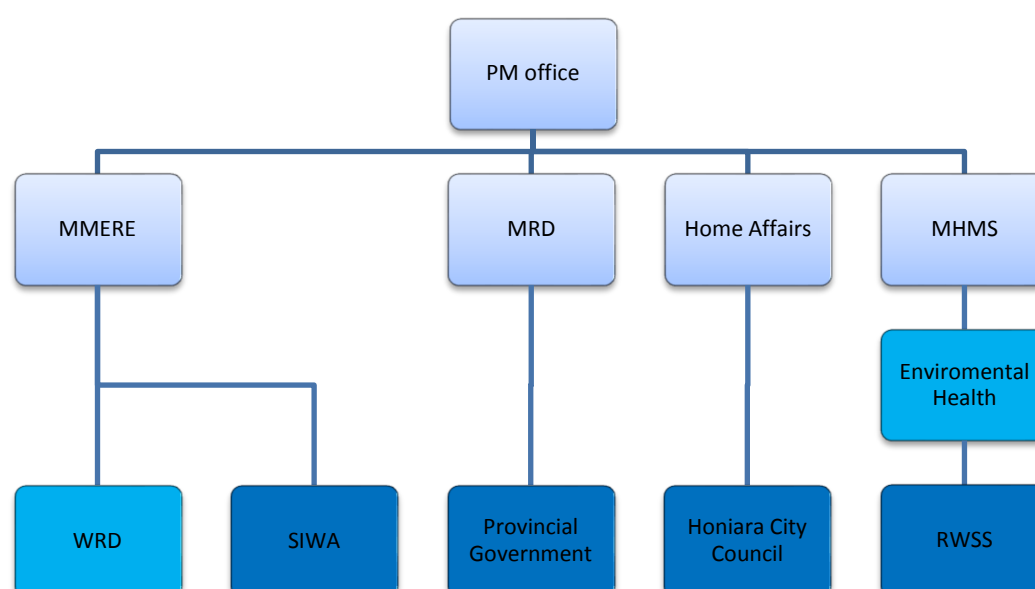 PM office
MMERE
MRD
Home Affairs
MHMS
Enviromental
Health
WRD
SIWA
Provincial
Government
Honiara City
Council
RWSS